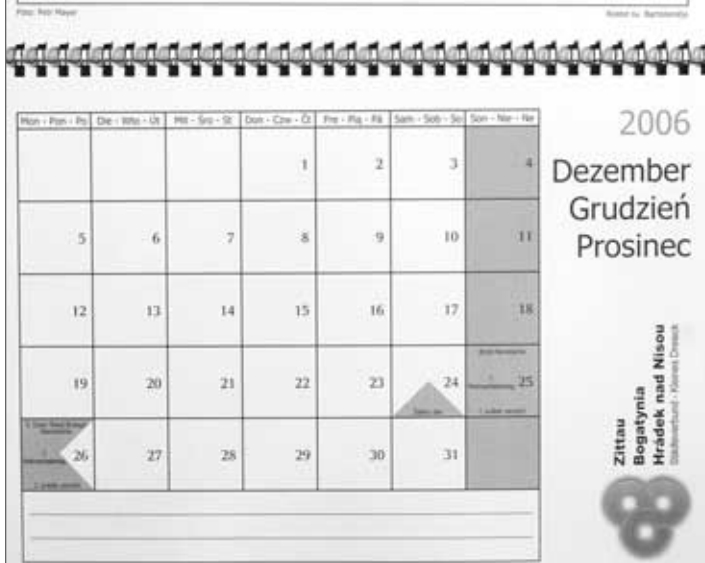 Foto: Petr Mayer
Mon - Pon - Po Die - Wto - Út Mit - Śro - St Don - Czw - Čt Fre - Pią - Pá Sam - Sob - So Son - Nie - Ne
2006
Dezember
Grudzień
Prosinec
1 2 3 4
5 6 7 8 9 10 11
12 13 14 15 16 17 18
19 20 21 22 23 24 25
26 27 28 29 30 31
Zittau
Bogatynia
Hrádek nad Nisou
Städteverbund - Kleines Dreieck